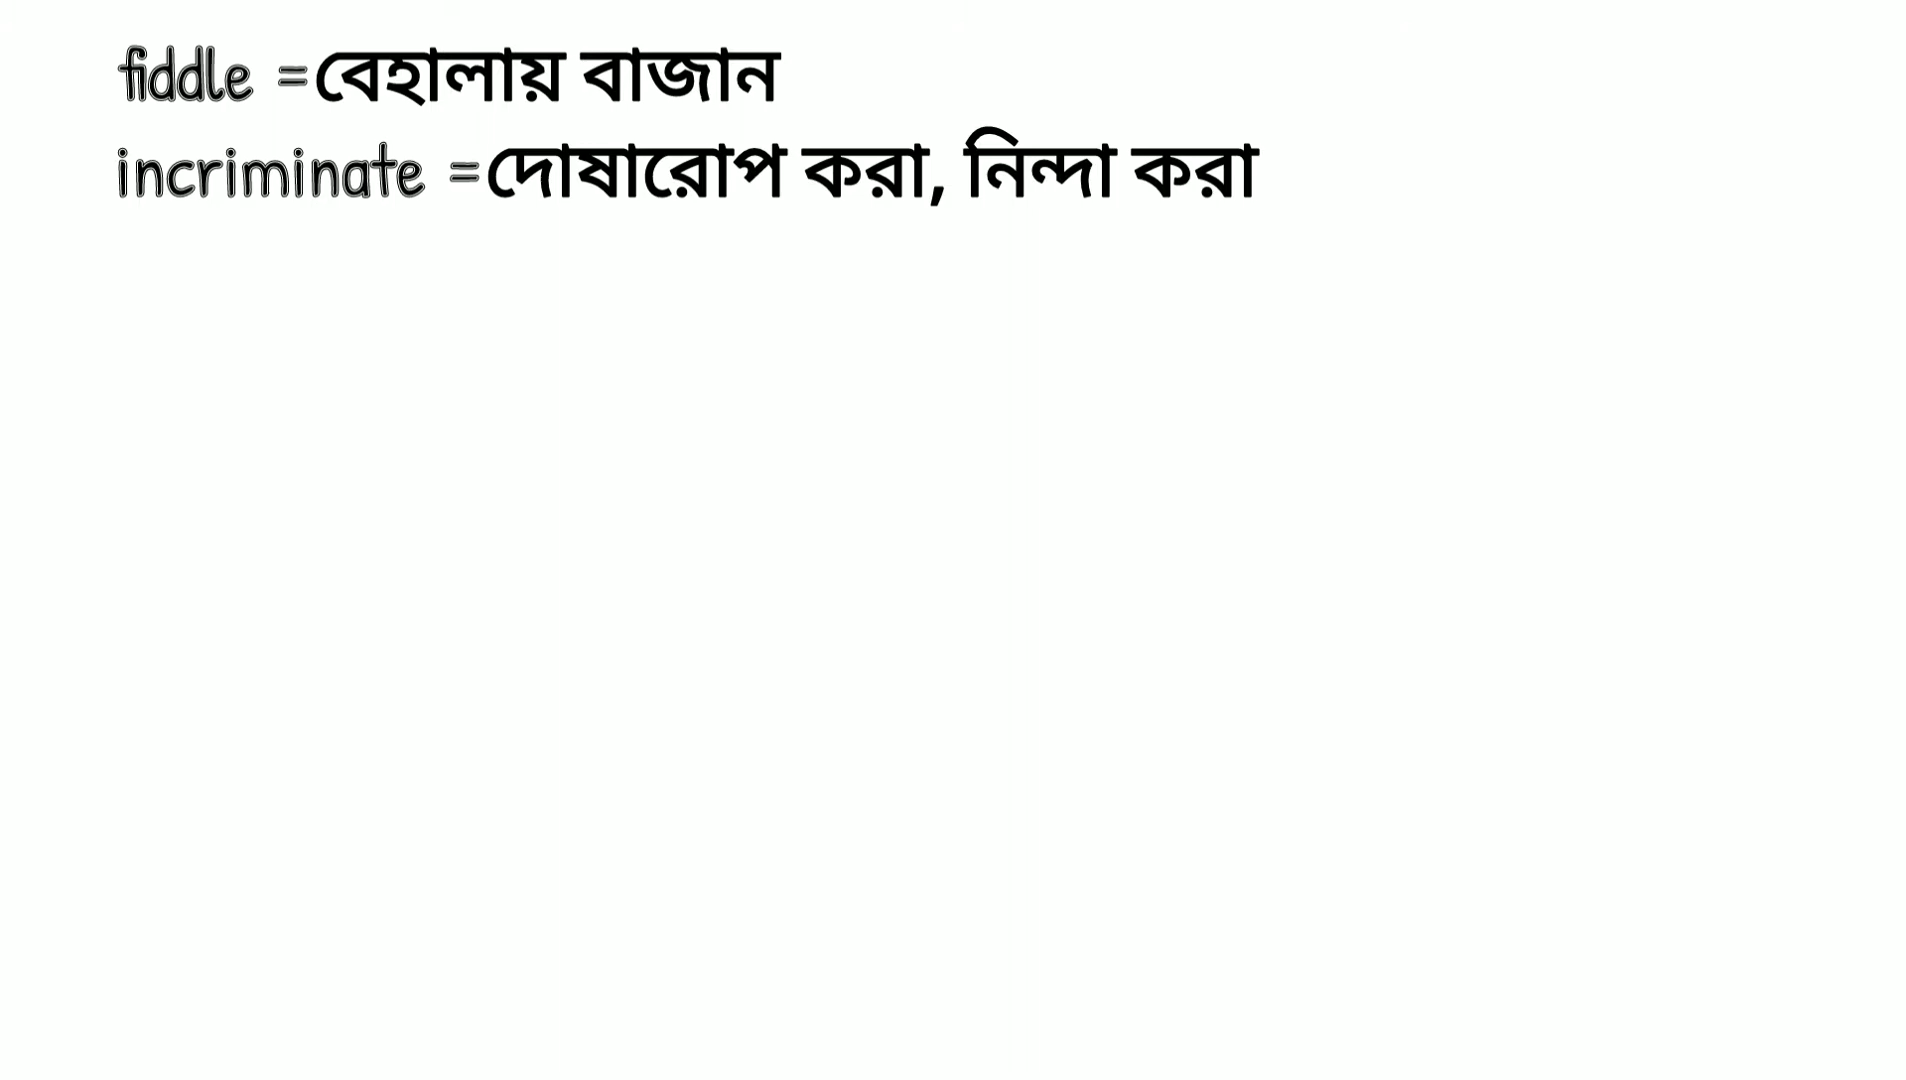 fiddle =বেহালায় বাজান
incriminate =দোষারোপ করা, নিন্দা করা